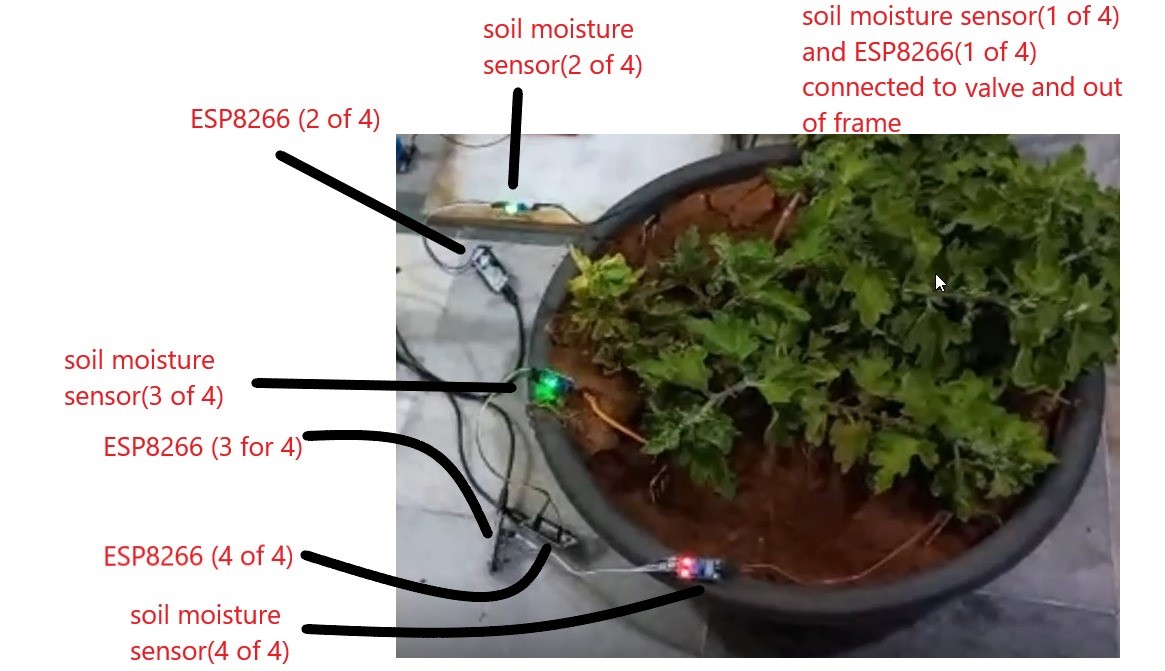 soil moisture sensor(1 of 4)
and ESP8266(1 of 4)
connected to valve and out
of frame
soil moisture
sensor(2 of 4)
ESP8266 (2 of 4)
soil moisture
sensor(3 of 4)
ESP8266 (3 for 4)
ESP8266 (4 of 4)
soil moisture
sensor(4 of 4)